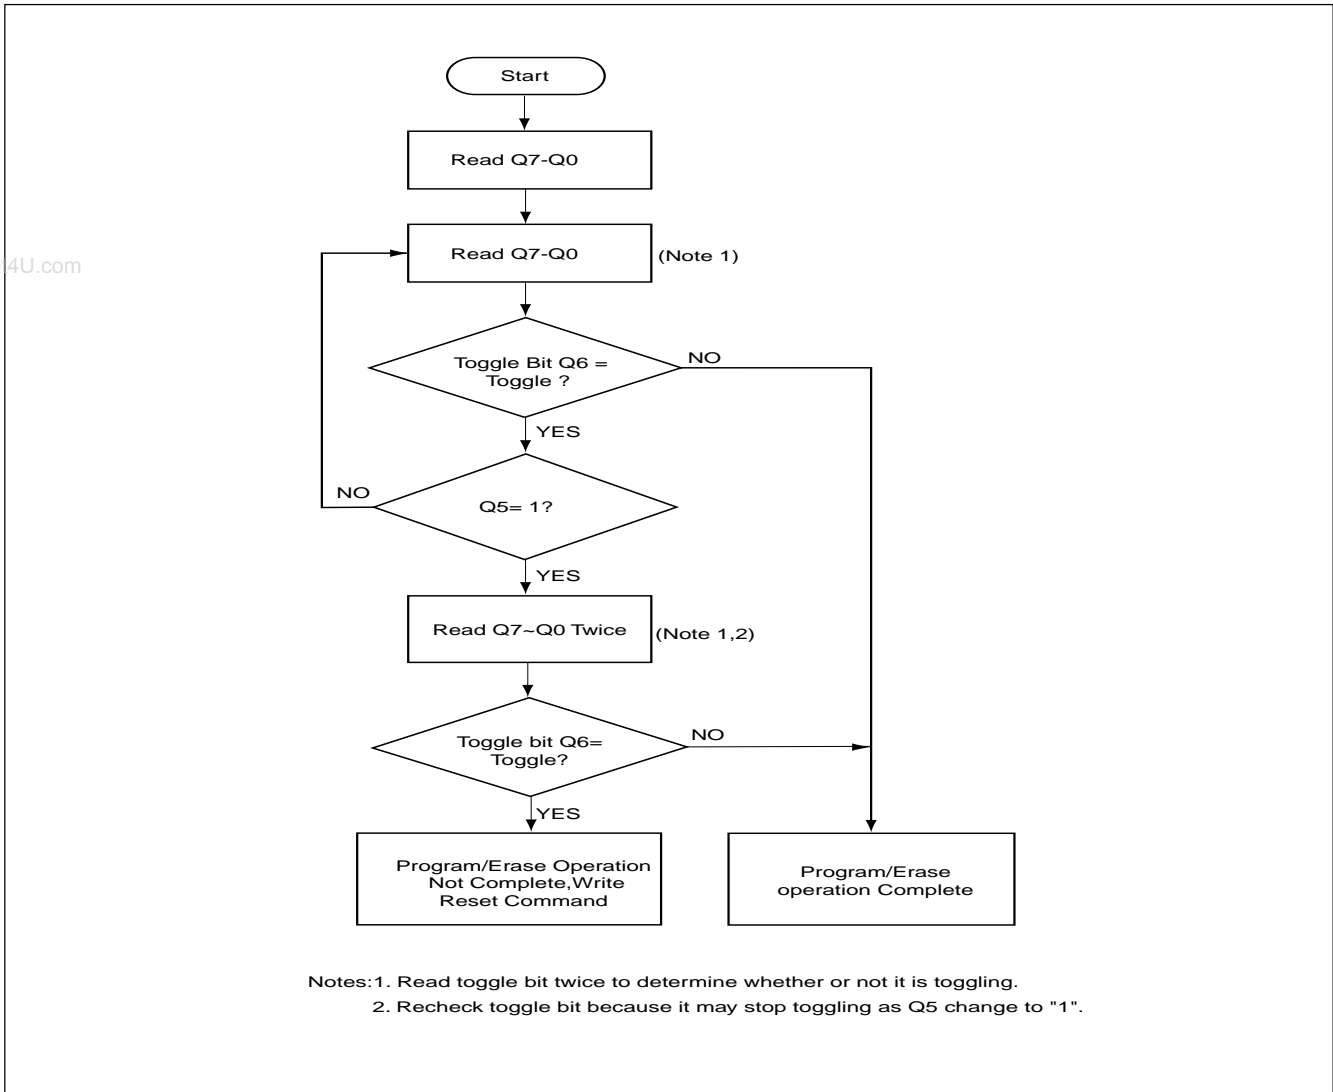 Start
Read Q7-Q0
4U.com
Read Q7-Q0
(Note 1)
Toggle Bit Q6 =
Toggle ?
NO
YES
NO
Q5= 1?
YES
Read Q7~Q0 Twice
(Note 1,2)
Toggle bit Q6=
Toggle?
NO
YES
Program/Erase Operation
Not Complete,Write
Reset Command
Program/Erase
operation Complete
Notes:1. Read toggle bit twice to determine whether or not it is toggling.
2. Recheck toggle bit because it may stop toggling as Q5 change to "1".